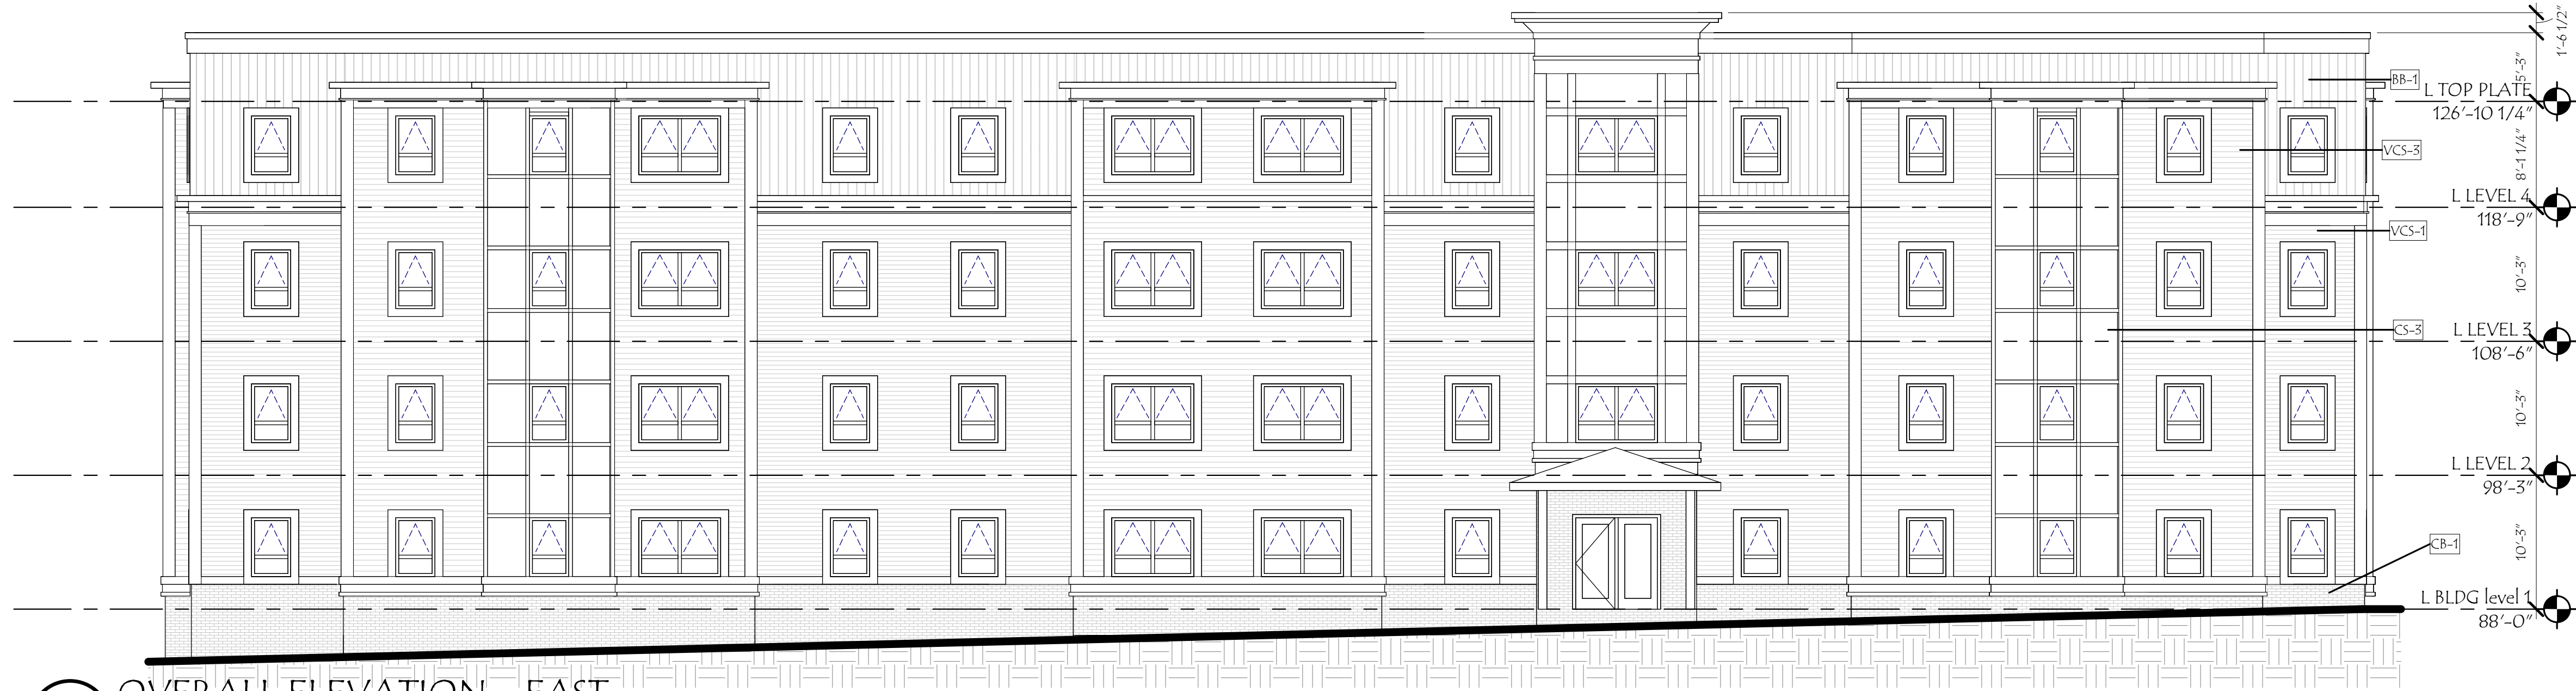 1'-6 1/2"
5'-3"
BB-1
L TOP PLATE
126'-10 1/4"
8'-1 1/4"
VCS-3
L LEVEL 4
118'-9"
VCS-1
10'-3"
CS-3
L LEVEL 3
108'-6"
10'-3"
L LEVEL 2
98'-3"
10'-3"
CB-1
L BLDG level 1
88'-0"
OVERALL ELEVATION - EAST